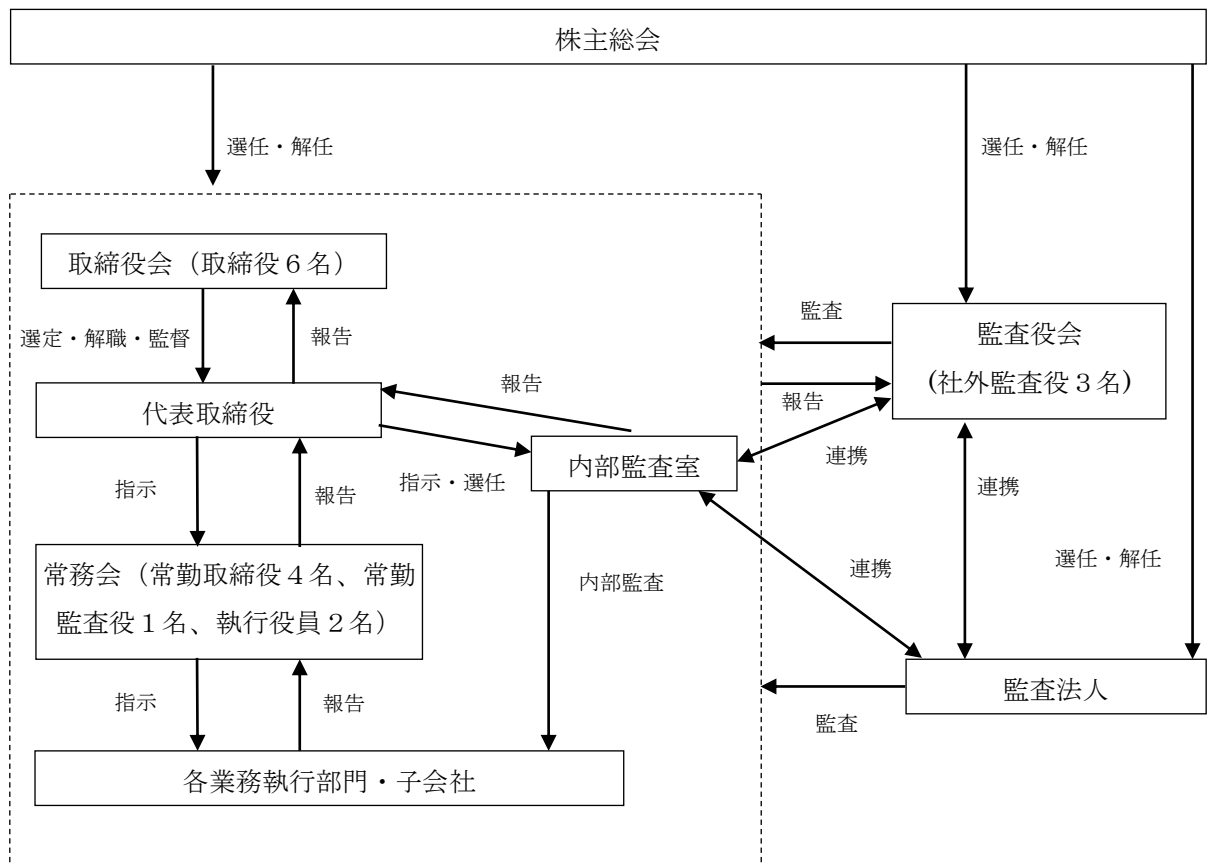 株主総会
選任・解任
選任・解任
取締役会（取締役６名）
監査
監査役会
(社外監査役３名)
選定・解職・監督
報告
報告
報告
代表取締役
内部監査室
連携
連携
指示・選任
指示
報告
常務会（常勤取締役４名、常勤
監査役１名、執行役員２名）
内部監査
連携
選任・解任
監査法人
指示
報告
監査
各業務執行部門・子会社